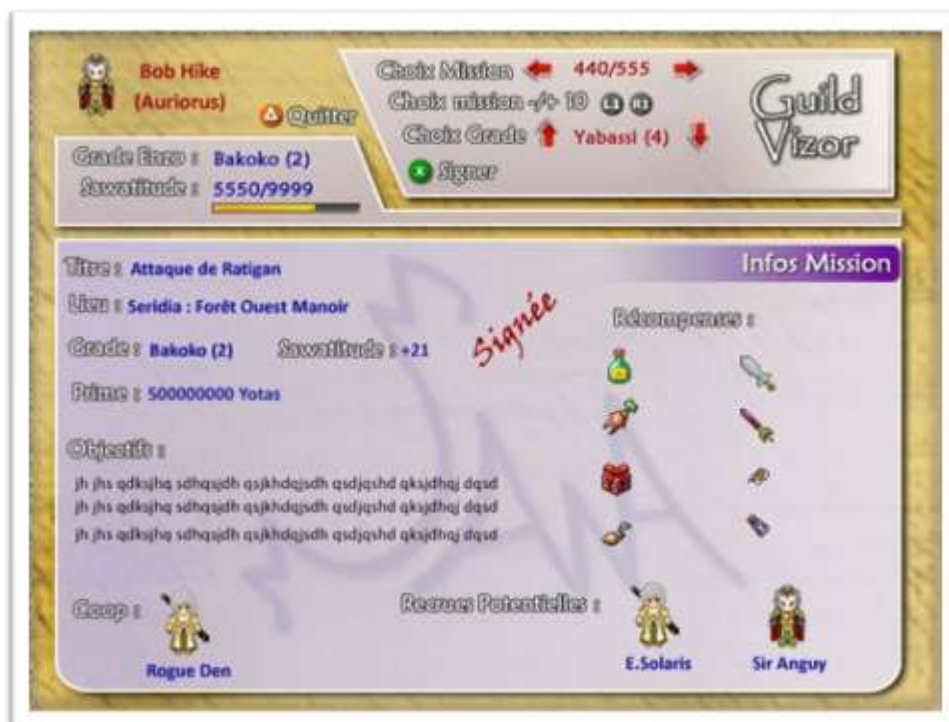 Bob Hike
(Auriorus)
Quitter
Choix Mission 440/555
Choix mission -/+ 10 L3 R3
Choix Grade Yabassi (4)
Signer
Guild
Vizor
Grade Enzo : Bakoko (2)
Sawatitude : 5550/9999
Infos Mission
Titre : Attaque de Ratigan
Lieu : Seridia : Forêt Ouest Manoir
Grade : Bakoko (2) Sawatitude : +21
Signée
Prime : 500000000 Yotas
Récompenses :
Objectifs :
jh jhs qdksjhq sdhqsjdh qsjkhdqjsdh qsdjqshd qksjdhqj dqsd
jh jhs qdksjhq sdhqsjdh qsjkhdqjsdh qsdjqshd qksjdhqj dqsd
jh jhs qdksjhq sdhqsjdh qsjkhdqjsdh qsdjqshd qksjdhqj dqsd
Coop :
Rogue Den
Recrues Potentielles :
E.Solaris
Sir Anguy